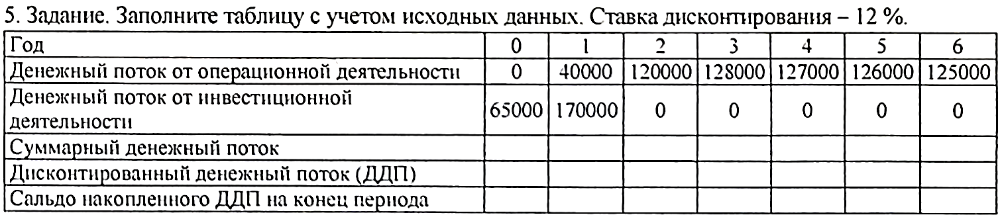 5. Задание. Заполните таблицу с учетом исходных данных. Ставка дисконтирования – 12 %.
Год 0 1 2 3 4 5 6
Денежный поток от операционной деятельности 0 40000 120000 128000 127000 126000 125000
Денежный поток от инвестиционной
деятельности 65000 170000 0 0 0 0 0
Суммарный денежный поток
Дисконтированный денежный поток (ДДП)
Сальдо накопленного ДДП на конец периода